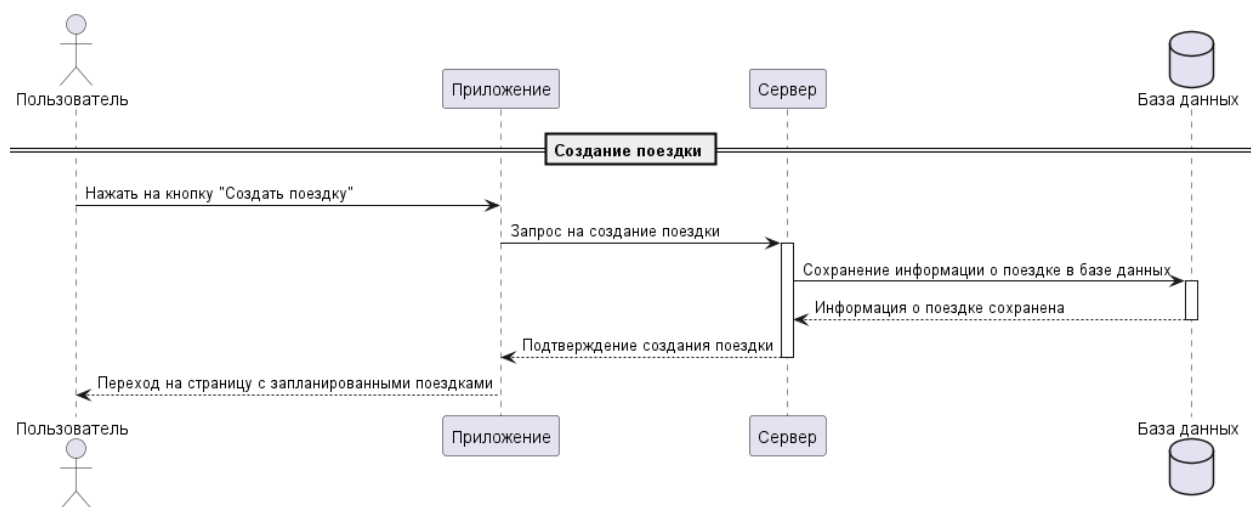 Пользователь
Приложение
Сервер
База данных
Создание поездки
Нажать на кнопку "Создать поездку"
Запрос на создание поездки
Сохранение информации о поездке в базе данных
Информация о поездке сохранена
Подтверждение создания поездки
Переход на страницу с запланированными поездками
Пользователь
Приложение
Сервер
База данных